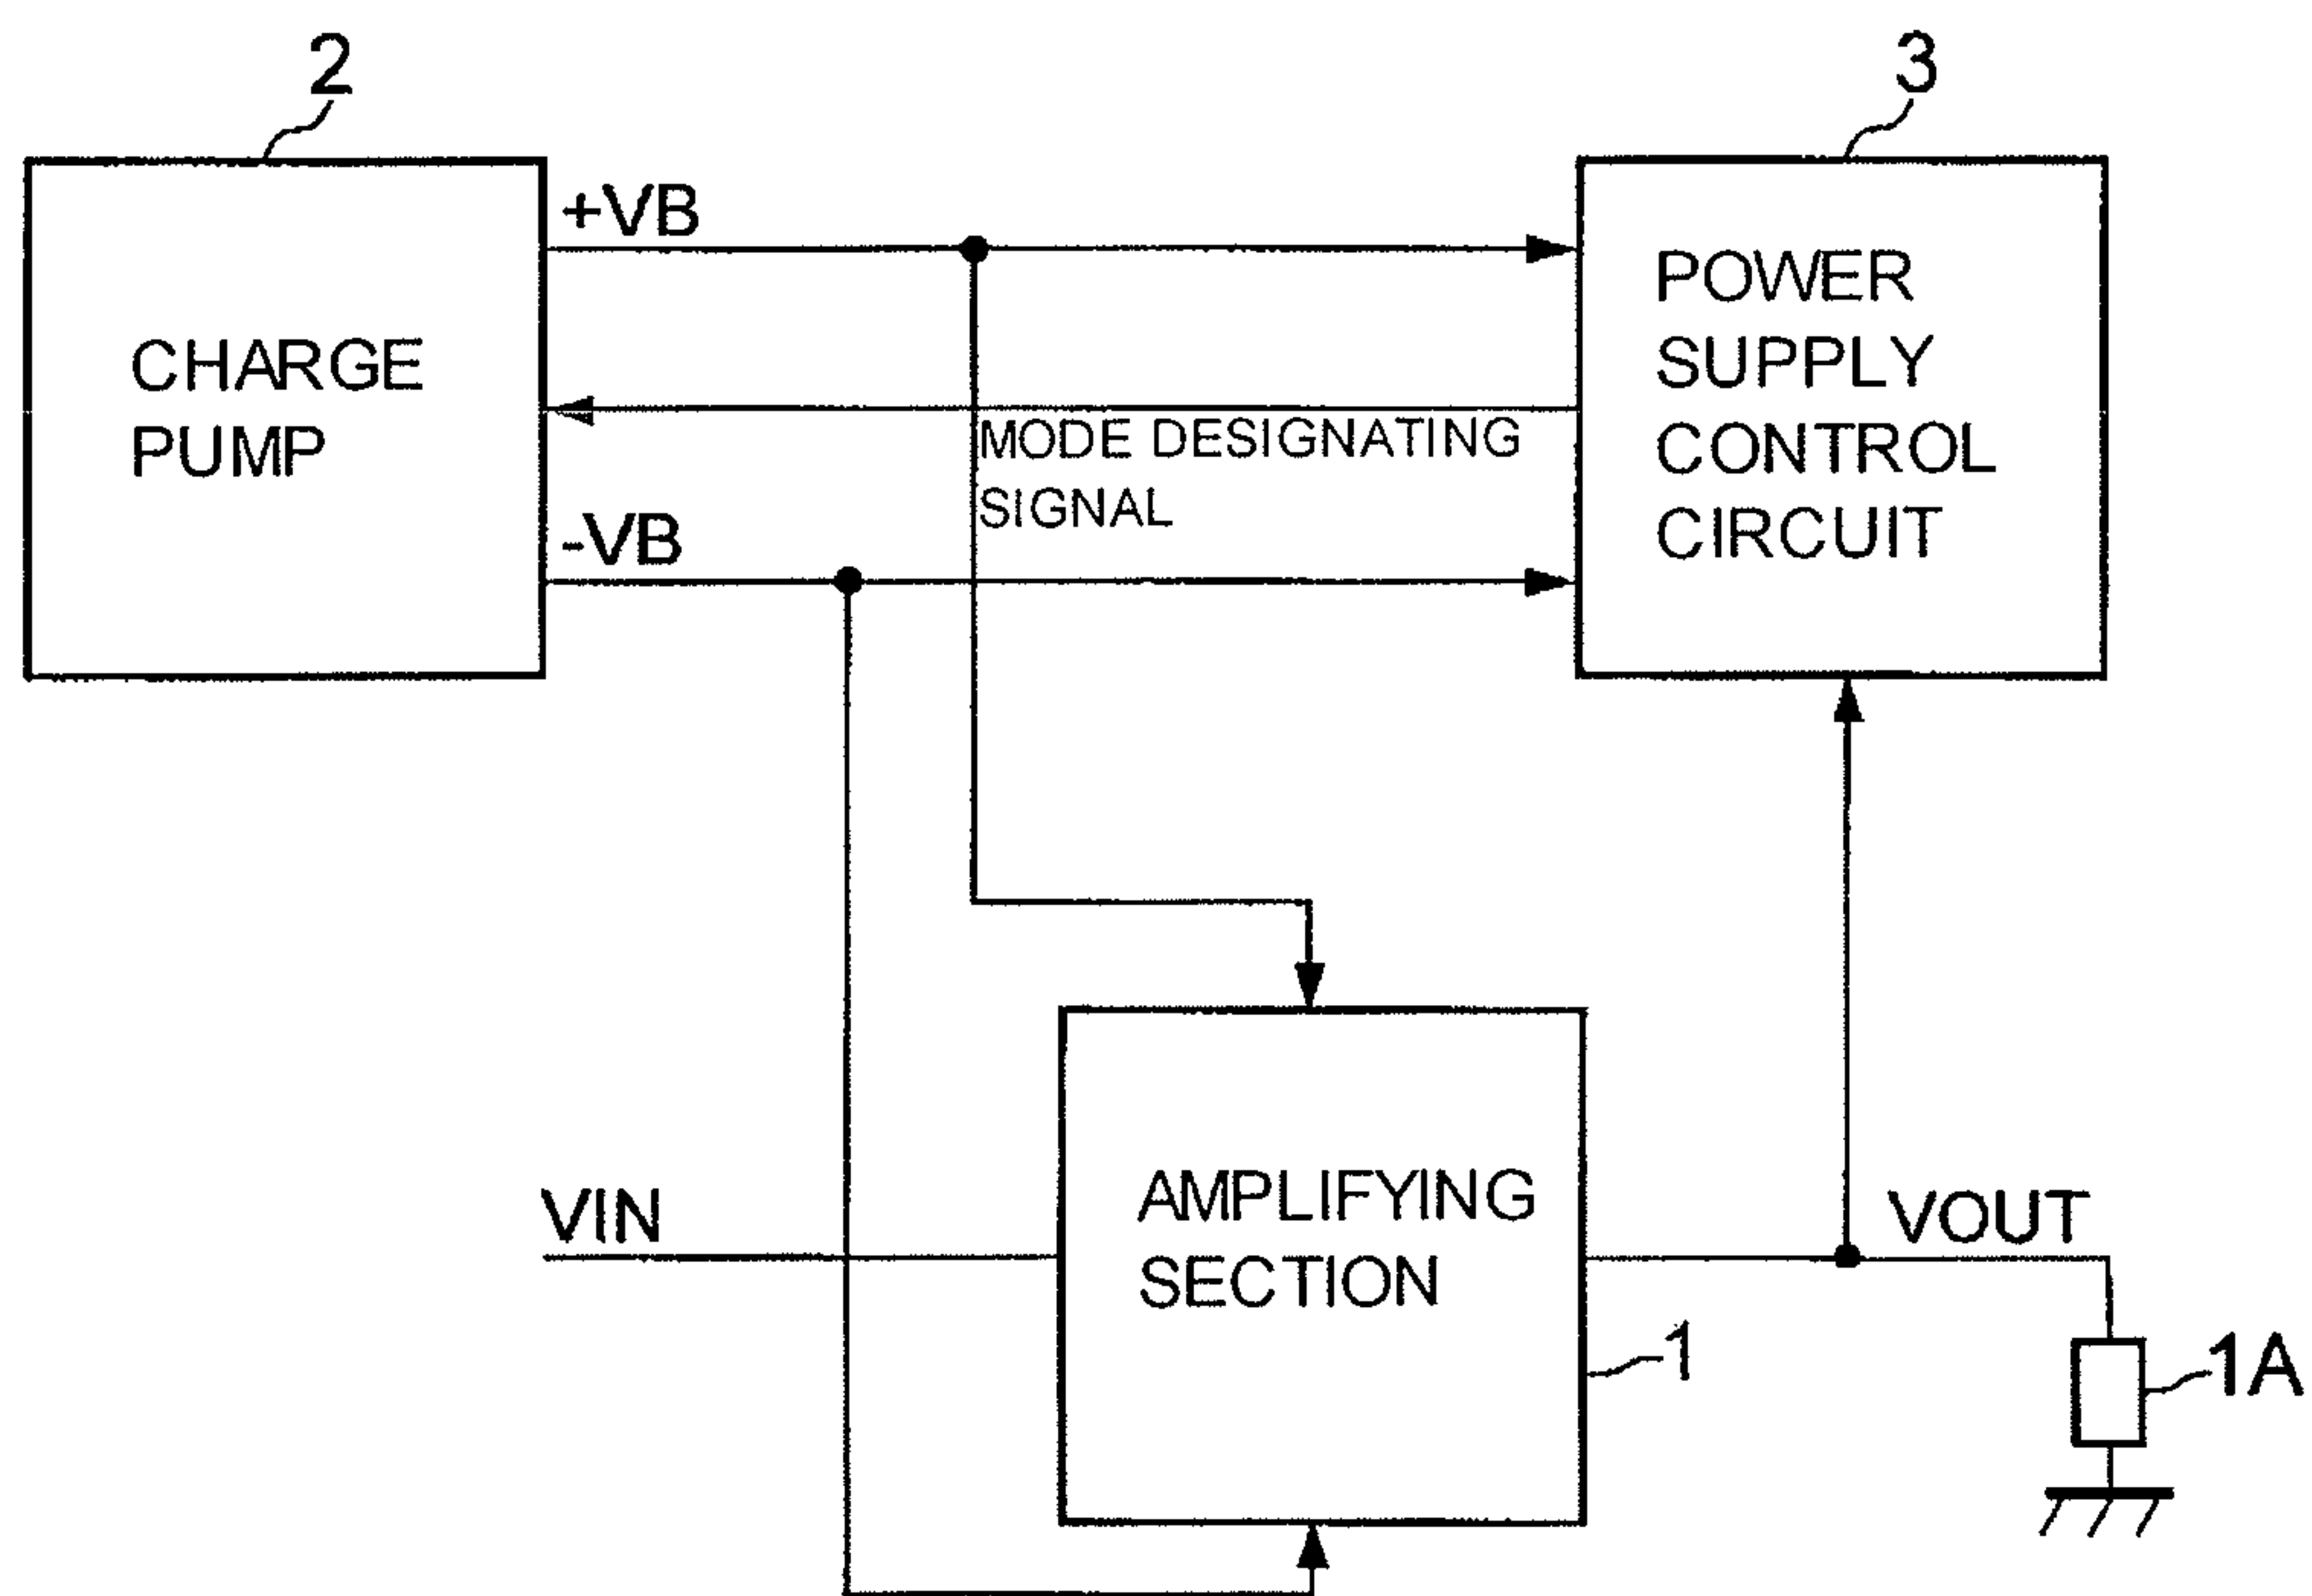 2
3
+VB
CHARGE
PUMP
POWER
SUPPLY
CONTROL
CIRCUIT
MODE DESIGNATING
SIGNAL
-VB
VIN
AMPLIFYING
SECTION
VOUT
1
1A